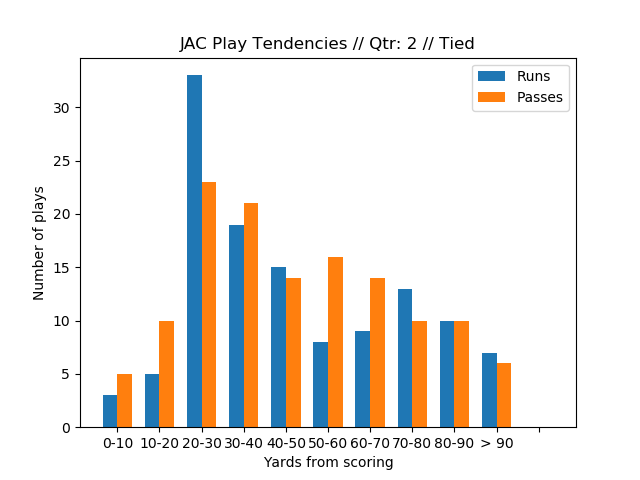 JAC Play Tendencies // Qtr: 2 // Tied
Runs
Passes
Number of plays
30
25
20
15
10
5
0
0-10 10-20 20-30 30-40 40-50 50-60 60-70 70-80 80-90 > 90
Yards from scoring